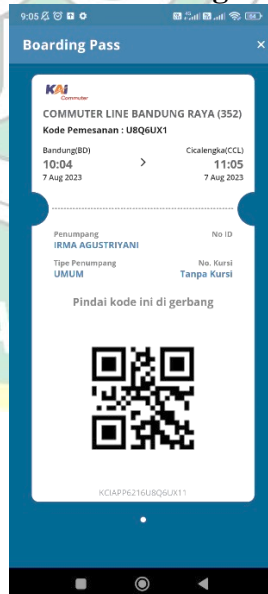 9:05
Boarding Pass ×
KAI
Commuter
COMMUTER LINE BANDUNG RAYA (352)
Kode Pemesanan : U8Q6UX1
Bandung(BD) Cicalengka(CCL)
10:04 > 11:05
7 Aug 2023 7 Aug 2023
Penumpang No ID
IRMA AGUSTRIYANI
Tipe Penumpang No. Kursi
UMUM Tanpa Kursi
Pindai kode ini di gerbang
KCIAPP6216U8Q6UX11